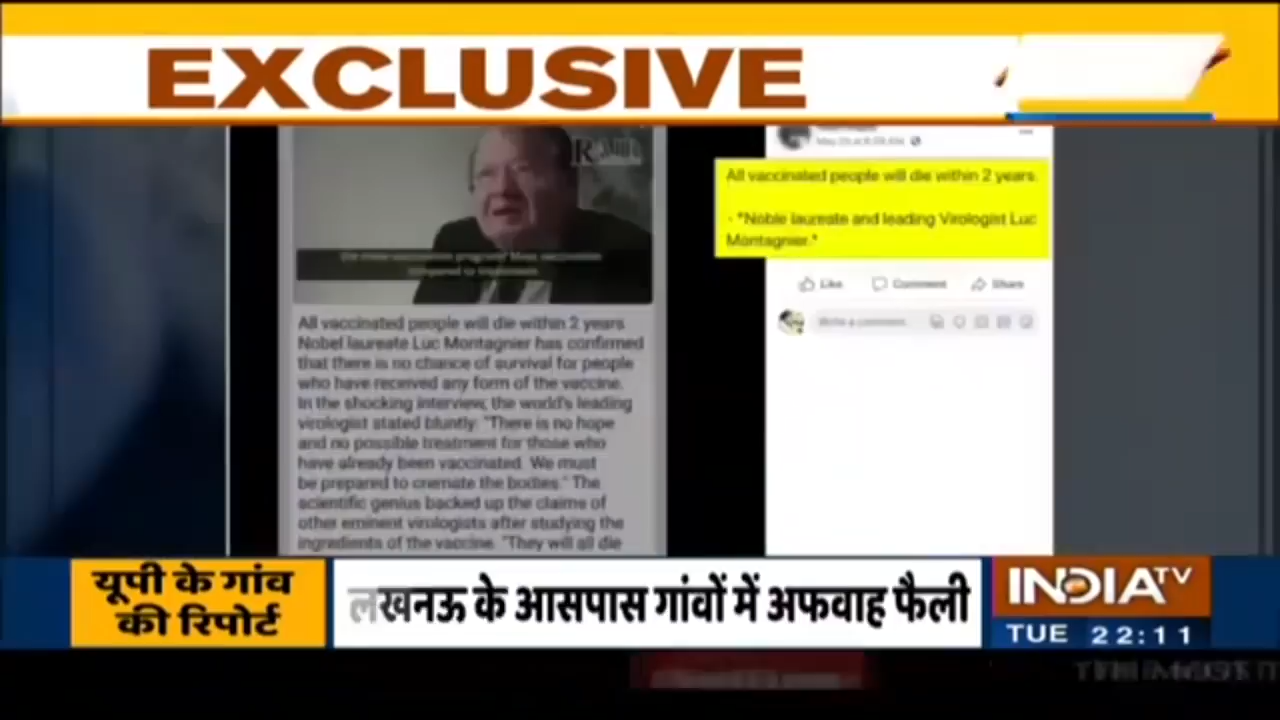 EXCLUSIVE
All vaccinated people will die within 2 years.
- "Noble laureate and leading Virologist Luc
Montagnier."
Like Comment Share
Write a comment
All vaccinated people will die within 2 years
Nobel laureate Luc Montagnier has confirmed
that there is no chance of survival for people
who have received any form of the vaccine.
In the shocking interview, the world's leading
virologist stated bluntly: "There is no hope
and no possible treatment for those who
have already been vaccinated. We must
be prepared to cremate the bodies." The
scientific genius backed up the claims of
other eminent virologists after studying the
ingredients of the vaccine. "They will all die
यूपी के गांव
की रिपोर्ट
लखनऊ के आसपास गांवों में अफवाह फैली
INDIA TV
TUE 22:11